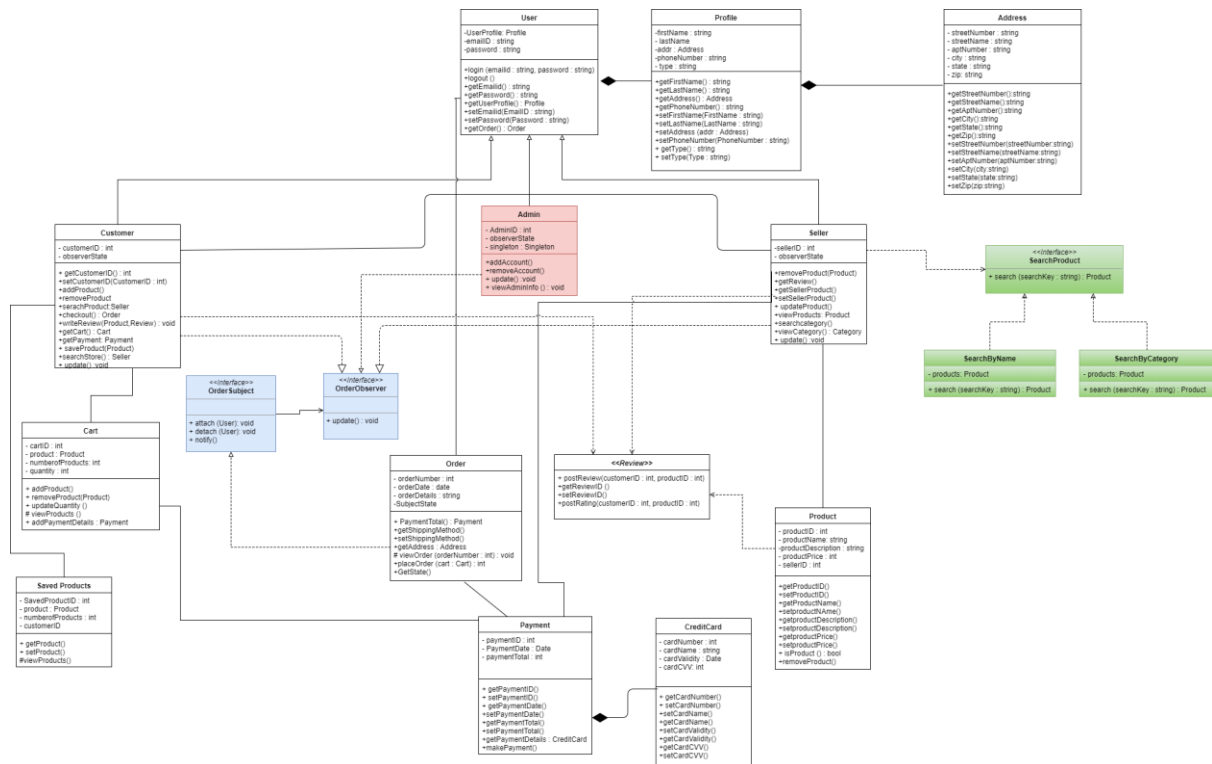 User
-UserProfile: Profile
-emailID : string
-password : string
+login (emailid : string, password : string)
+logout ()
+getEmailid() : string
+getPassword() : string
+getUserProfile() : Profile
+setEmailid(EmailID : string)
+setPassword(Password : string)
+getOrder() : Order
Profile
-firstName : string
- lastName
-addr : Address
-phoneNumber : string
- type : string
+getFirstName() : string
+getLastName() : string
+getAddress() : Address
+getPhoneNumber() : string
+setFirstName(FirstName : string)
+setLastName(LastName : string)
+setAddress (addr : Address)
+setPhoneNumber(PhoneNumber : string)
+ getType() : string
+ setType(Type : string)
Address
- streetNumber : string
- streetName : string
- aptNumber : string
- city : string
- state : string
- zip: string
+getStreetNumber():string
+getStreetName():string
+getAptNumber():string
+getCity():string
+getState():string
+getZip():string
+setStreetNumber(streetNumber:string)
+setStreetName(streetName:string)
+setAptNumber(aptNumber:string)
+setCity(city:string)
+setState(state:string)
+setZip(zip:string)
Customer
- customerID : int
- observerState
+ getCustomerID() : int
+setCustomerID(CustomerID : int)
+addProduct()
+removeProduct
+serachProduct:Seller
+checkout() : Order
+writeReview(Product,Review) : void
+getCart() : Cart
+getPayment: Payment
+ saveProduct(Product)
+searchStore() : Seller
+ update():void
Admin
- AdminID : int
- observerState
- singleton : Singleton
+addAccount()
+removeAccount()
+ update() :void
+ viewAdminInfo () : void
Seller
-sellerID : int
- observerState
+removeProduct(Product)
+getReview()
+getSellerProduct()
+setSellerProduct()
+ updateProduct()
+viewProducts: Product
+searchcategory()
+viewCategory() : Category
+ update() :void
<<Interface>>
SearchProduct
+ search (searchKey : string) : Product
SearchByName
- products: Product
+ search (searchKey : string) : Product
SearchByCategory
- products: Product
+ search (searchKey : string) : Product
<<Interface>>
OrderSubject
+ attach (User): void
+ detach (User): void
+ notify()
<<Interface>>
OrderObserver
+ update() : void
Cart
- cartID : int
- product : Product
- numberofProducts: int
- quantity : int
+ addProduct()
+ removeProduct(Product)
+ updateQuantity ()
# viewProducts ()
+ addPaymentDetails : Payment
Order
- orderNumber : int
- orderDate : date
- orderDetails : string
-SubjectState
+ PaymentTotal() : Payment
+getShippingMethod()
+setShippingMethod()
+getAddress : Address
# viewOrder (orderNumber : int) : void
+placeOrder (cart : Cart) : int
+GetState()
<<Review>>
+ postReview(customerID : int, productID : int)
+getReviewID ()
+setReviewID()
+postRating(customerID : int, productID : int)
Product
- productID : int
- productName: string
-productDescription : string
- productPrice : int
- sellerID : int
+getProductID()
+setProductID()
+getProductName()
+setproductNAme()
+getproductDescription()
+setproductDescription()
+getproductPrice()
+setproductPrice()
+ isProduct () : bool
+removeProduct()
Saved Products
- SavedProductID : int
- product : Product
- numberofProducts : int
- customerID
+ getProduct()
+ setProduct()
#viewProducts()
Payment
- paymentID : int
- PaymentDate : Date
- paymentTotal : int
+ getPaymentID()
+ setPaymentID()
+ getPaymentDate()
+setPaymentDate()
+getPaymentTotal()
+setPaymentTotal()
+getPaymentDetails : CreditCard
+makePayment()
CreditCard
- cardNumber : int
- cardName : string
- cardValidity : Date
- cardCVV: int
+ getCardNumber()
+ setCardNumber()
+setCardName()
+getCardName()
+setCardValidity()
+getCardValidity()
+getCardCVV()
+setCardCVV()